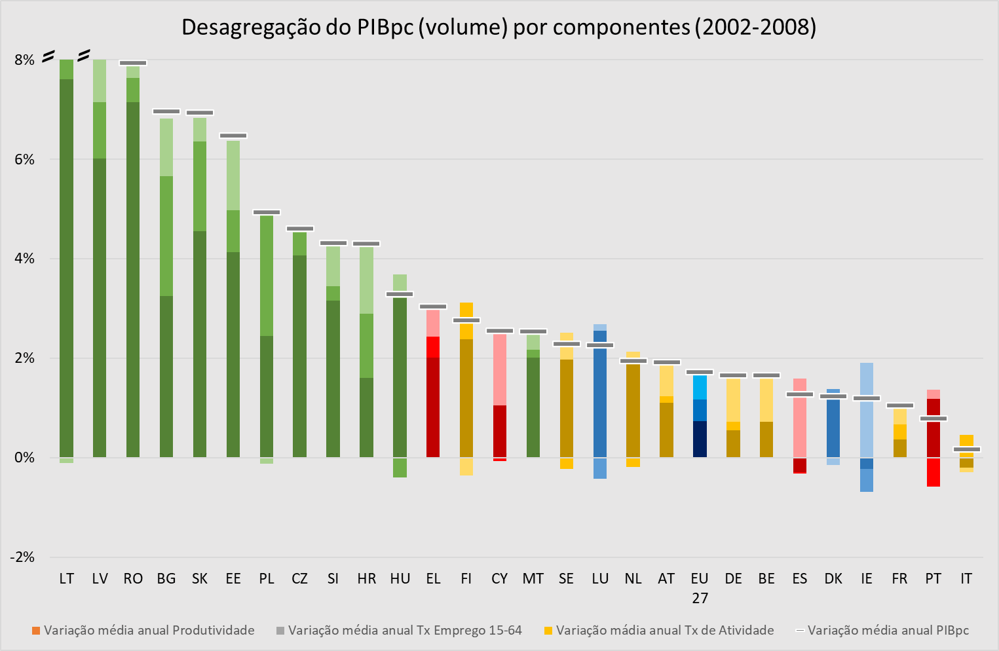 Desagregação do PIBpc (volume) por componentes (2002-2008)
8%
6%
4%
2%
0%
-2%
LT LV RO BG SK EE PL CZ SI HR HU EL FI CY MT SE LU NL AT EU 27 DE BE ES DK IE FR PT IT
Variação média anual Produtividade Variação média anual Tx Emprego 15-64 Variação mádia anual Tx de Atividade Variação média anual PIBpc